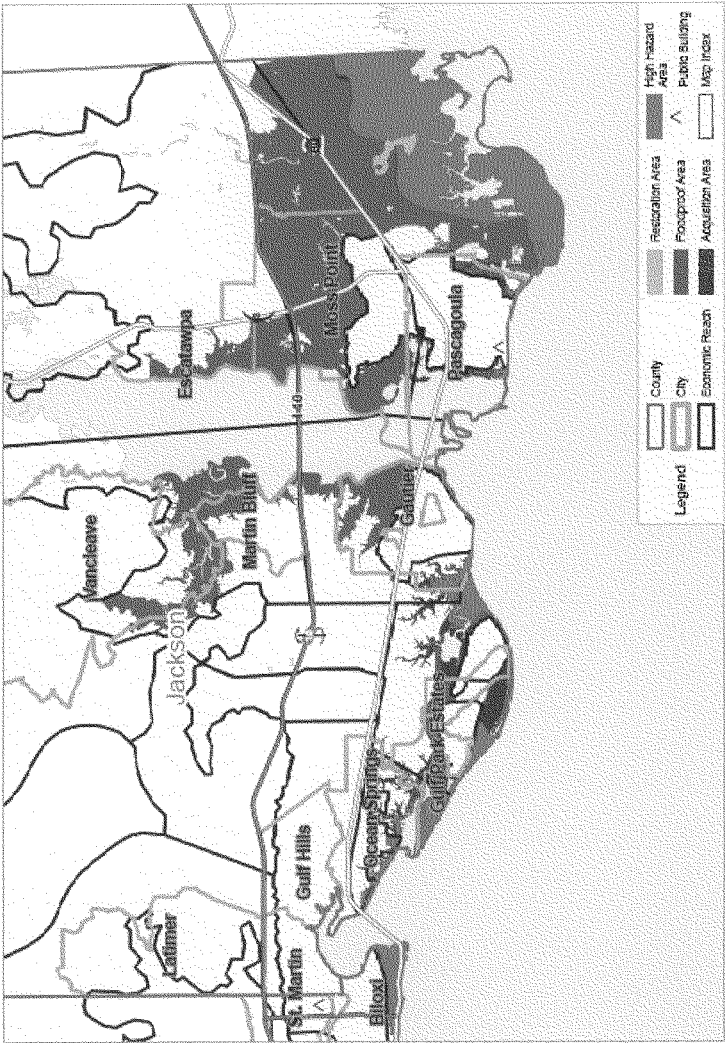 Latimer
Vancleave
Jackson
Escatawpa
St. Martin
Gulf Hills
Martin Bluff
140
Moss Point
Biloxi
Ocean Springs
Gulf Park Estates
Gautier
Pascagoula
Legend
County
City
Economic Reach
Restoration Area
Floodproof Area
Acquisition Area
High Hazard
Area
Public Building
Map Index